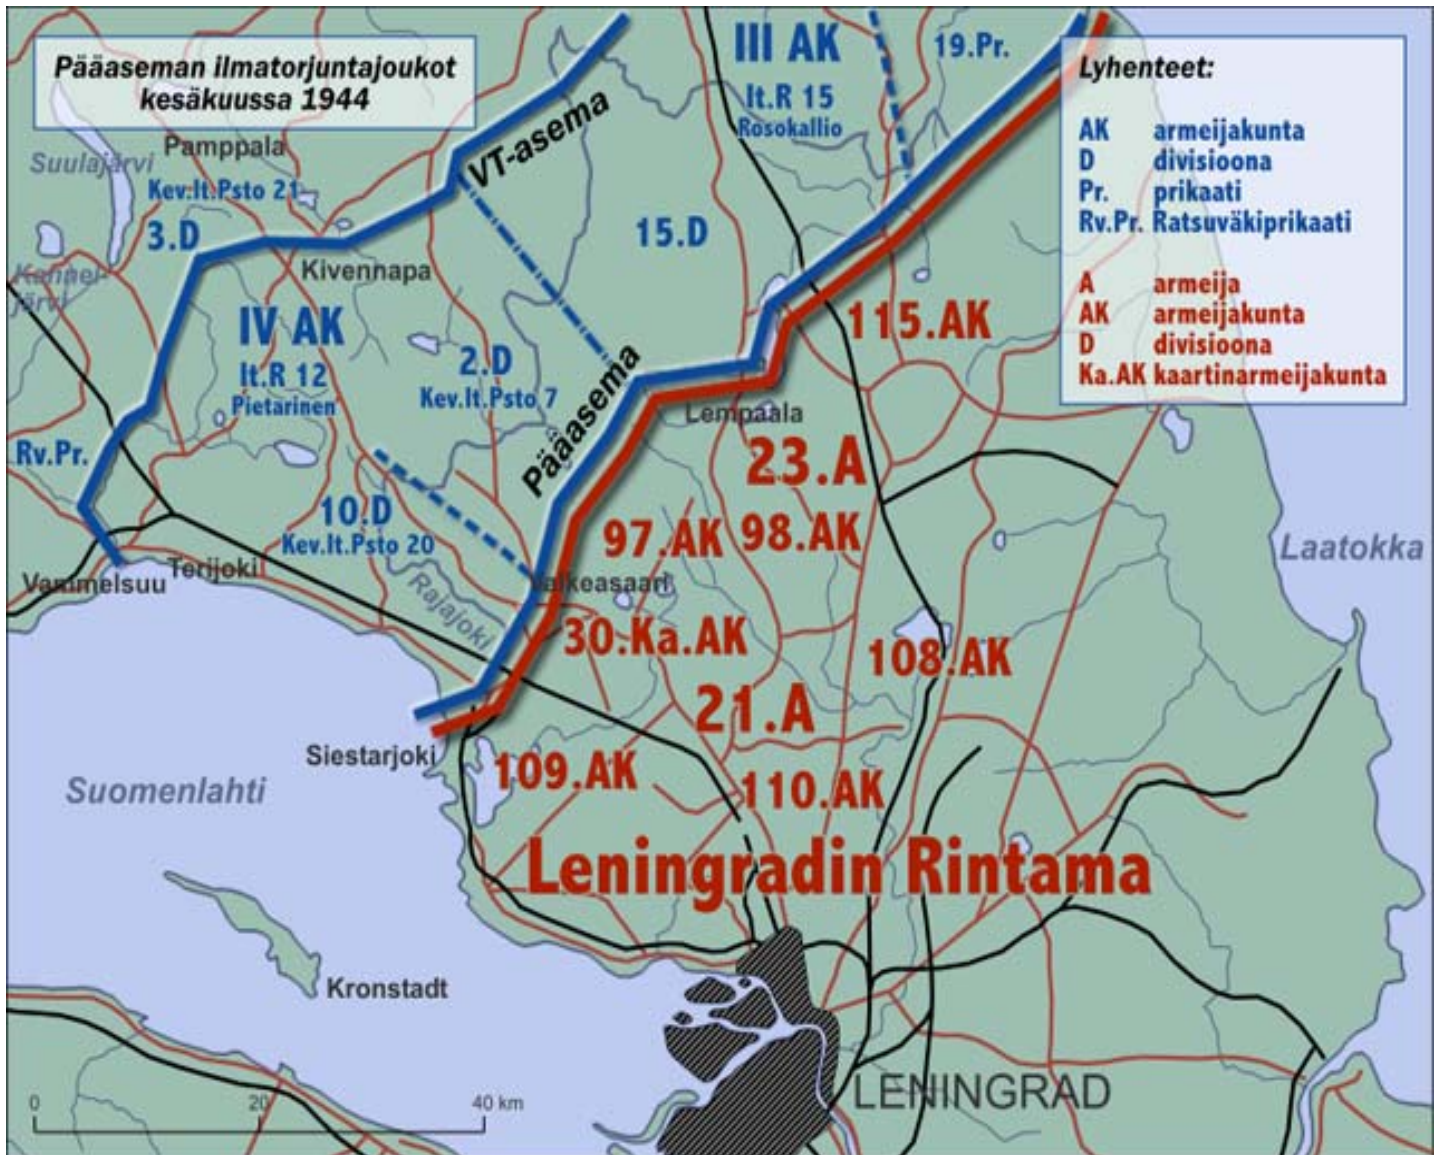 Pääaseman ilmatorjuntajoukot
kesäkuussa 1944
III AK
It.R 15
Rosokallio
19.Pr.
Lyhenteet:
AK armeijakunta
D divisioona
Pr. prikaati
Rv.Pr. Ratsuväkiprikaati
A armeija
AK armeijakunta
D divisioona
Ka.AK kaartinarmeijakunta
Suulajärvi
Pamppala
Kev.It.Psto 21
3.D
VT-asema
15.D
Kannel-
järvi
Kivennapa
IV AK
It.R 12
Pietarinen
2.D
Kev.It.Psto 7
Pääasema
115.AK
Lempaala
Rv.Pr.
23.A
10.D
Kev.It.Psto 20
97.AK
98.AK
Laatokka
Vammelsuu
Terijoki
Rajajoki
Valkeasaari
30.Ka.AK
108.AK
21.A
Siestarjoki
109.AK
110.AK
Suomenlahti
Leningradin Rintama
Kronstadt
LENINGRAD
0 20 40 km